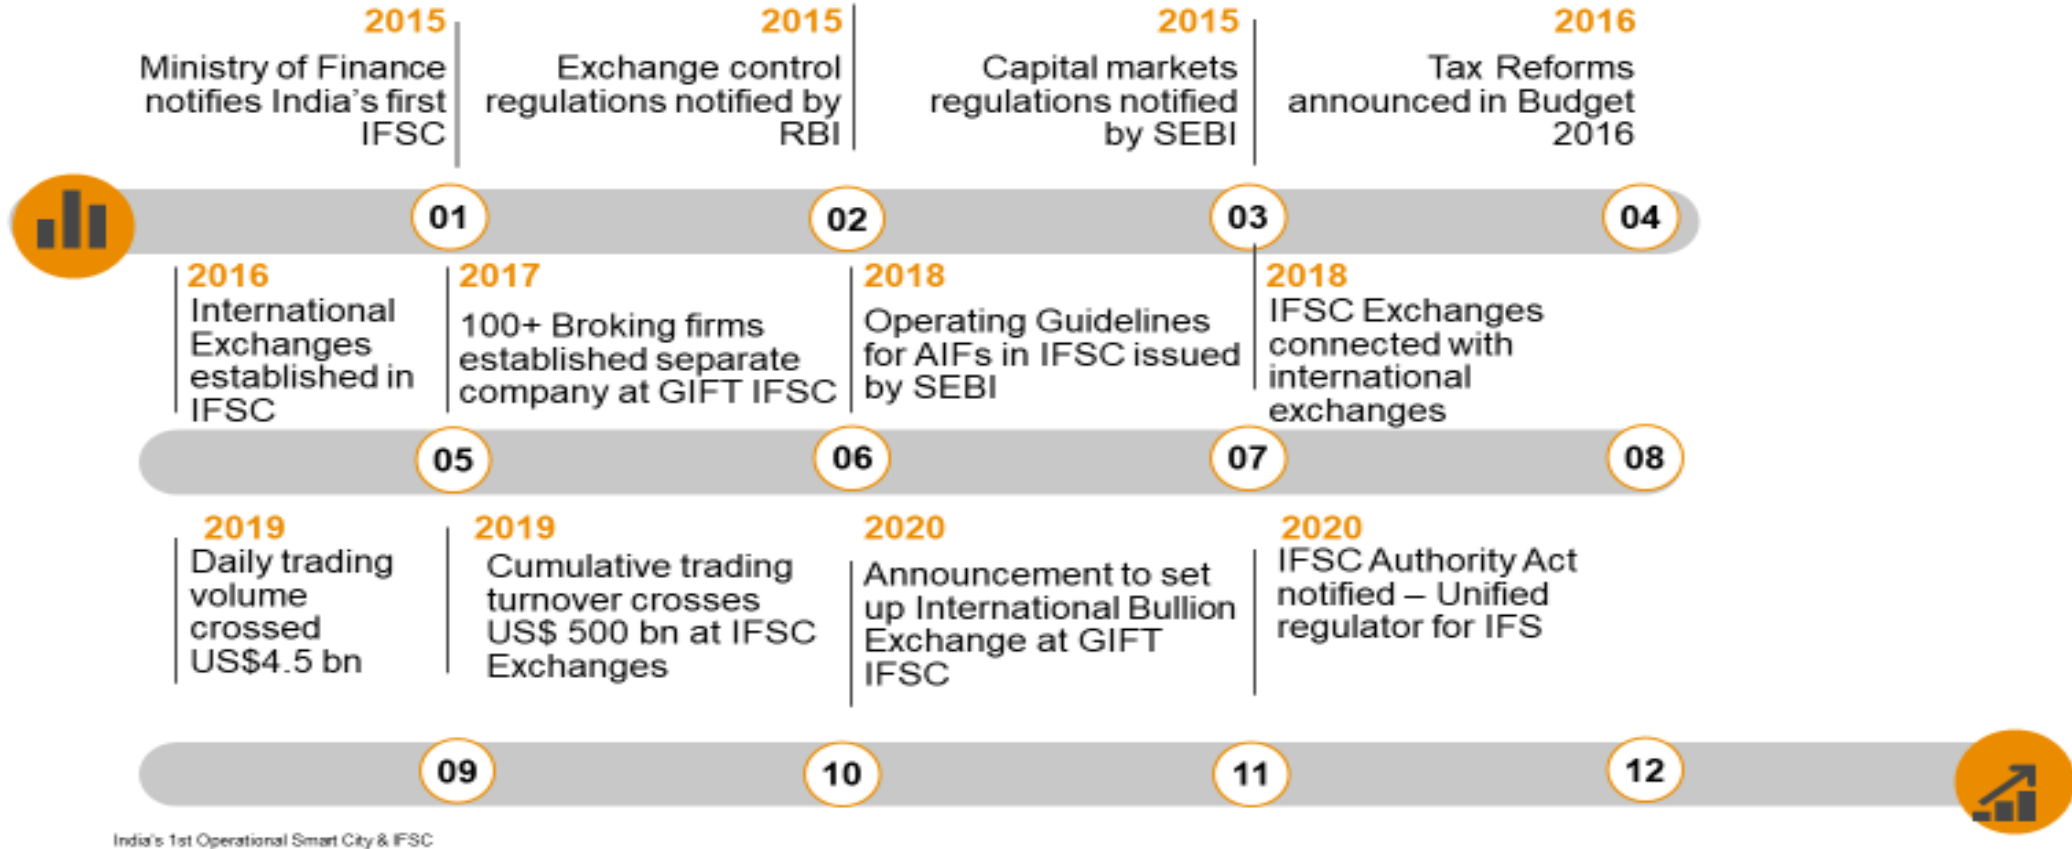 2015
Ministry of Finance
notifies India's first
IFSC
2015
Exchange control
regulations notified by
RBI
2015
Capital markets
regulations notified
by SEBI
2016
Tax Reforms
announced in Budget
2016
01
02
03
04
2016
International
Exchanges
established in
IFSC
2017
100+ Broking firms
established separate
company at GIFT IFSC
2018
Operating Guidelines
for AIFs in IFSC issued
by SEBI
2018
IFSC Exchanges
connected with
international
exchanges
05
06
07
08
2019
Daily trading
volume
crossed
US$4.5 bn
2019
Cumulative trading
turnover crosses
US$ 500 bn at IFSC
Exchanges
2020
Announcement to set
up International Bullion
Exchange at GIFT
IFSC
2020
IFSC Authority Act
notified – Unified
regulator for IFS
09
10
11
12
India's 1st Operational Smart City & IFSC